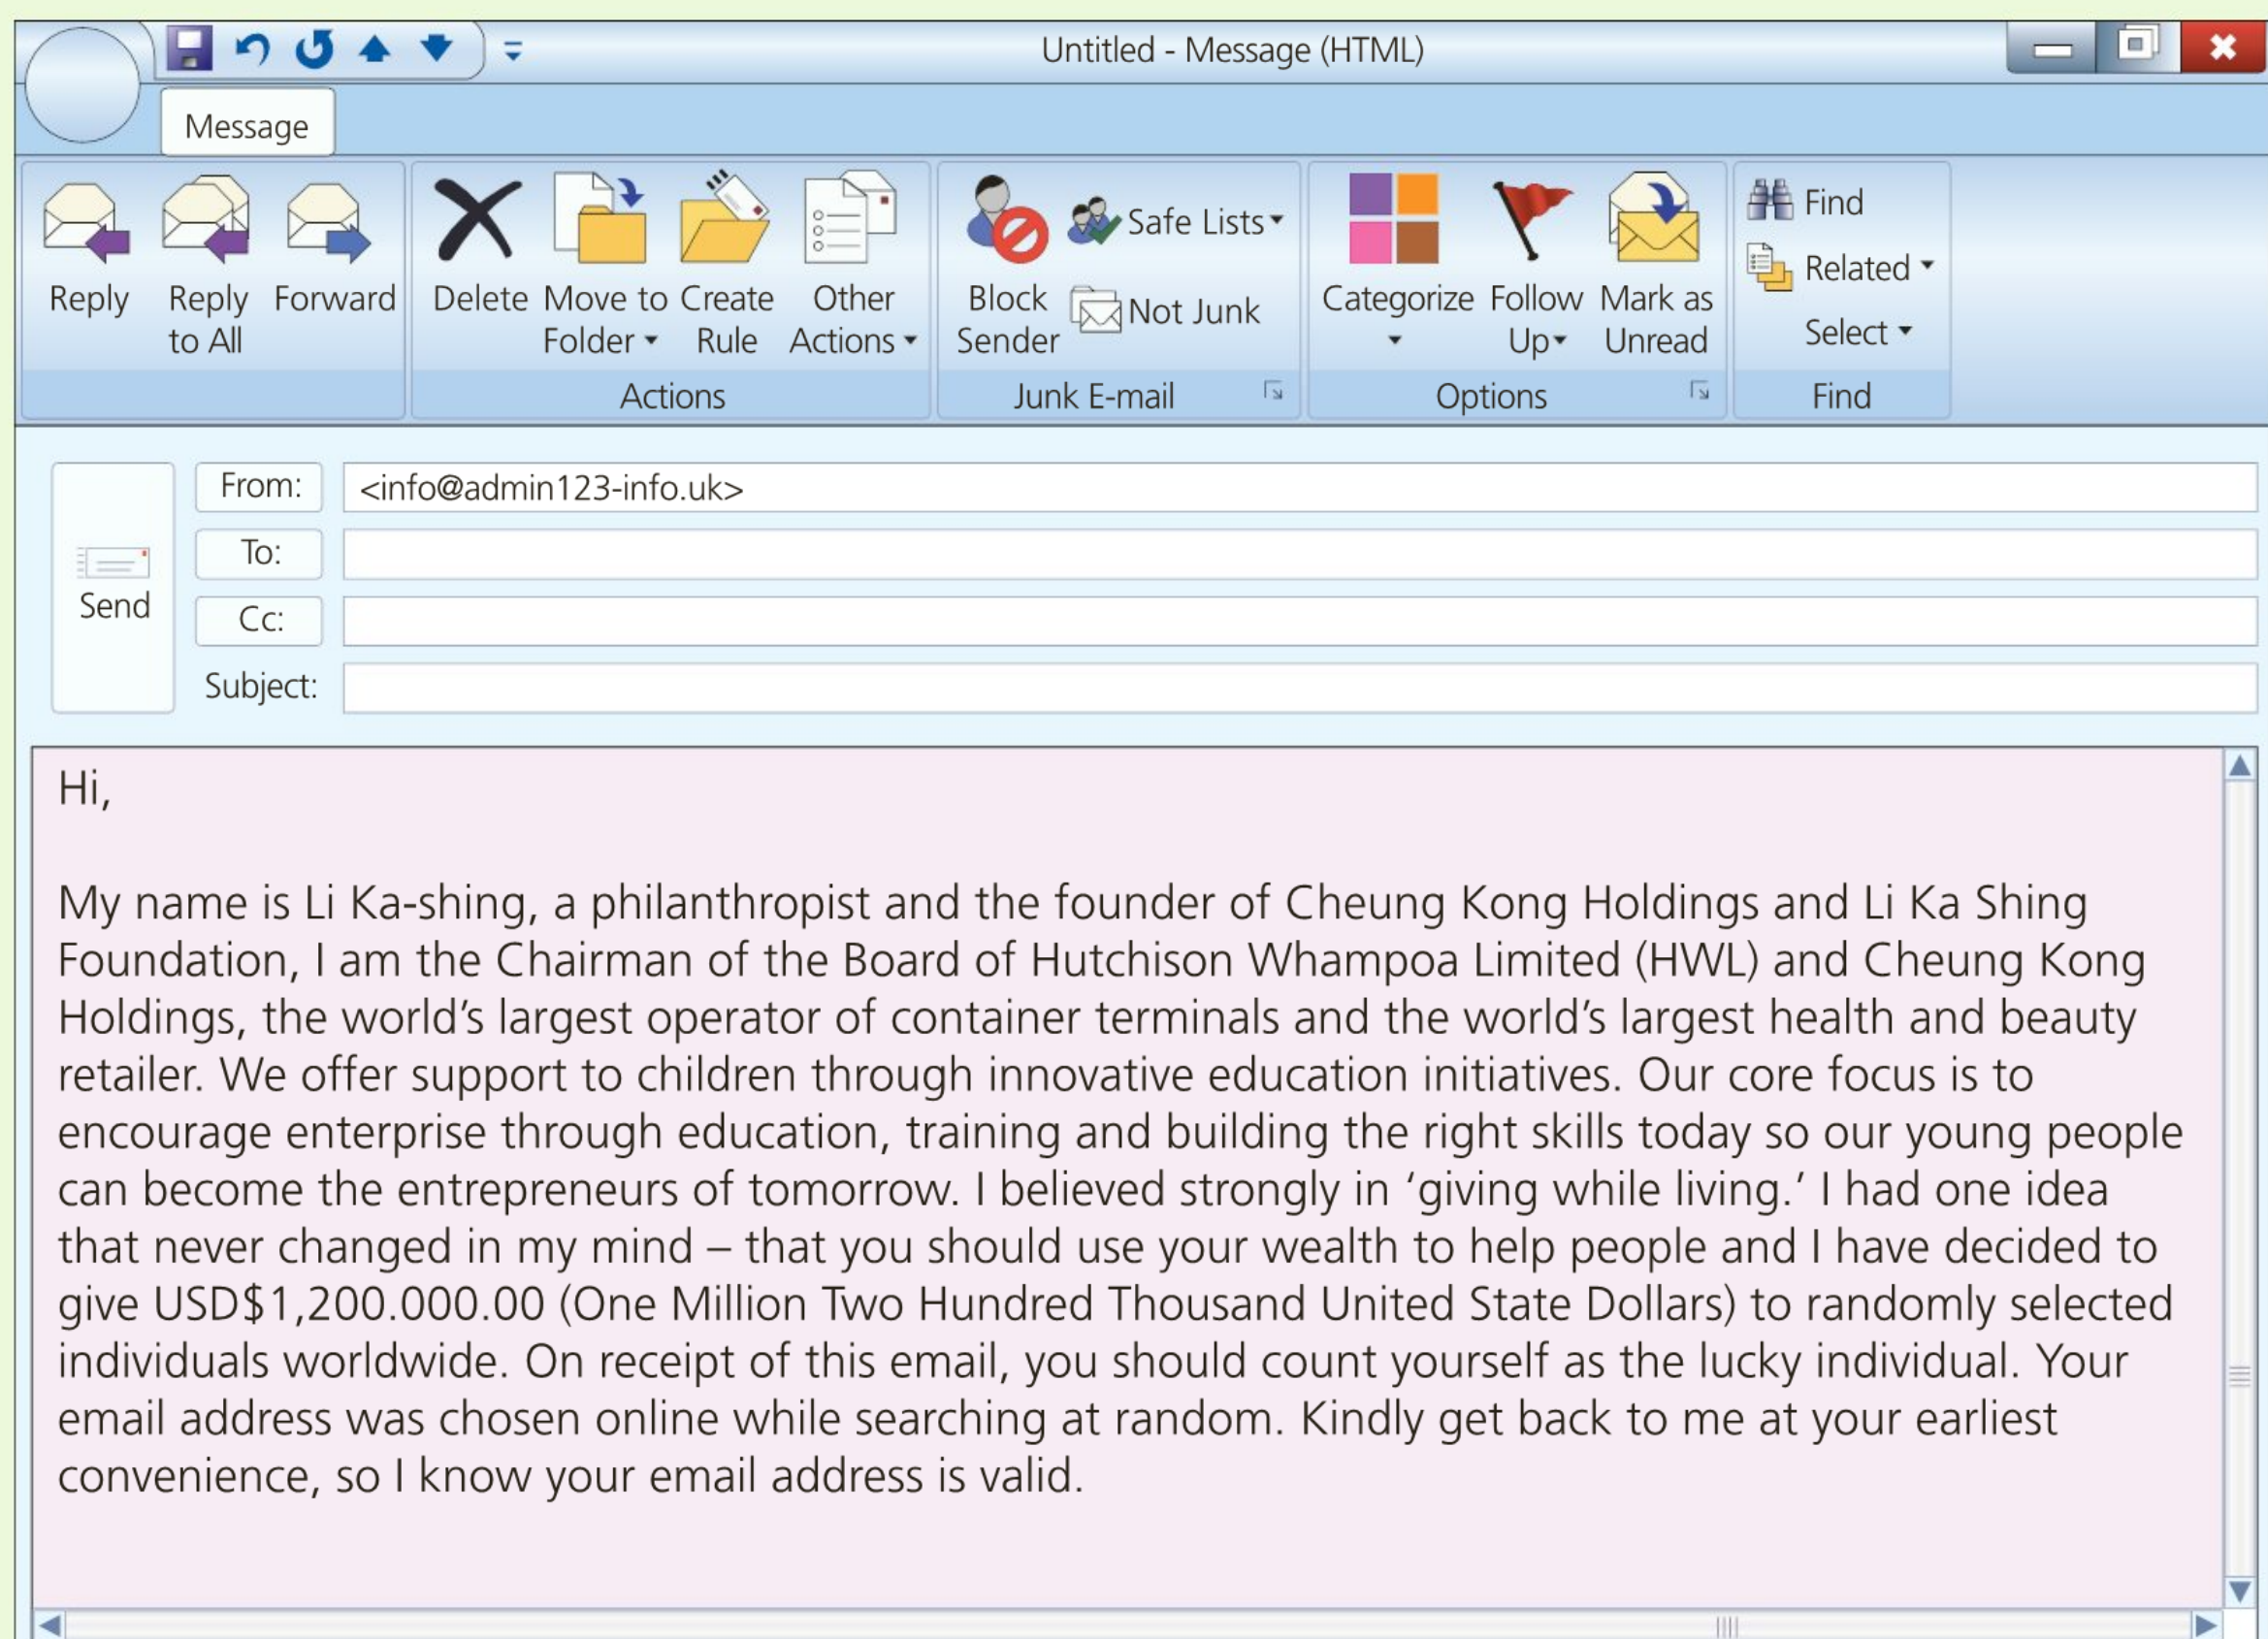 Untitled - Message (HTML)
Message
Reply
Reply to All
Forward
Delete
Move to Folder
Create Rule
Other Actions
Actions
Block Sender
Safe Lists
Not Junk
Junk E-mail
Categorize
Follow Up
Mark as Unread
Options
Find
Related
Select
Find
Send
From: <info@admin123-info.uk>
To:
Cc:
Subject:
Hi,
My name is Li Ka-shing, a philanthropist and the founder of Cheung Kong Holdings and Li Ka Shing
Foundation, I am the Chairman of the Board of Hutchison Whampoa Limited (HWL) and Cheung Kong
Holdings, the world's largest operator of container terminals and the world's largest health and beauty
retailer. We offer support to children through innovative education initiatives. Our core focus is to
encourage enterprise through education, training and building the right skills today so our young people
can become the entrepreneurs of tomorrow. I believed strongly in ‘giving while living.’ I had one idea
that never changed in my mind – that you should use your wealth to help people and I have decided to
give USD$1,200.000.00 (One Million Two Hundred Thousand United State Dollars) to randomly selected
individuals worldwide. On receipt of this email, you should count yourself as the lucky individual. Your
email address was chosen online while searching at random. Kindly get back to me at your earliest
convenience, so I know your email address is valid.